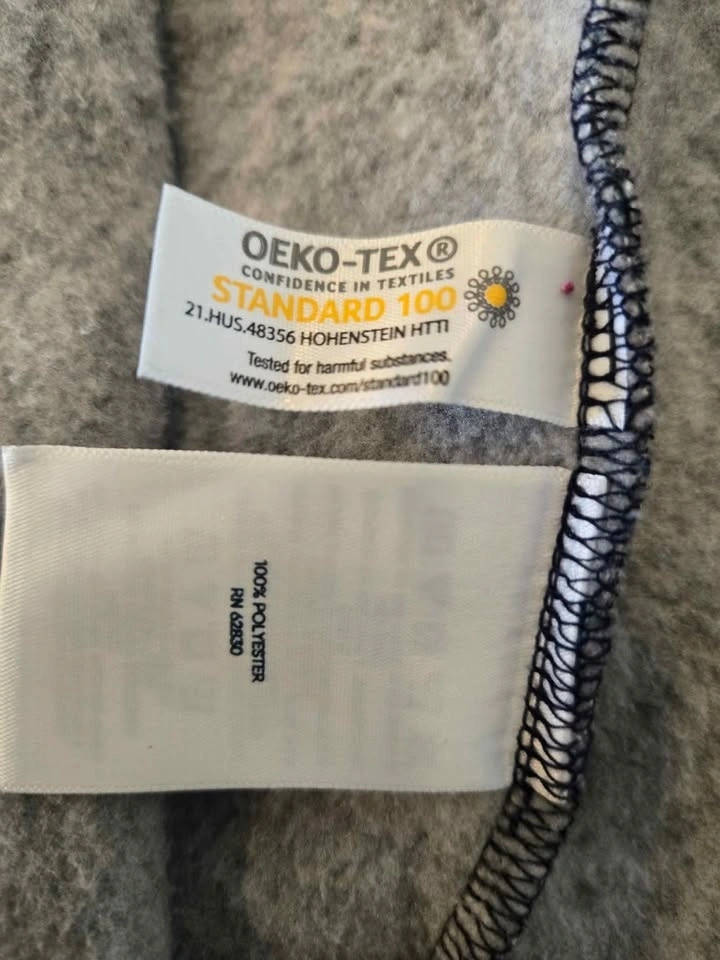 OEKO-TEX®
CONFIDENCE IN TEXTILES
STANDARD 100
21.HUS.48356 HOHENSTEIN HTTI
Tested for harmful substances.
www.oeko-tex.com/standard100
100% POLYESTER
RN 62830